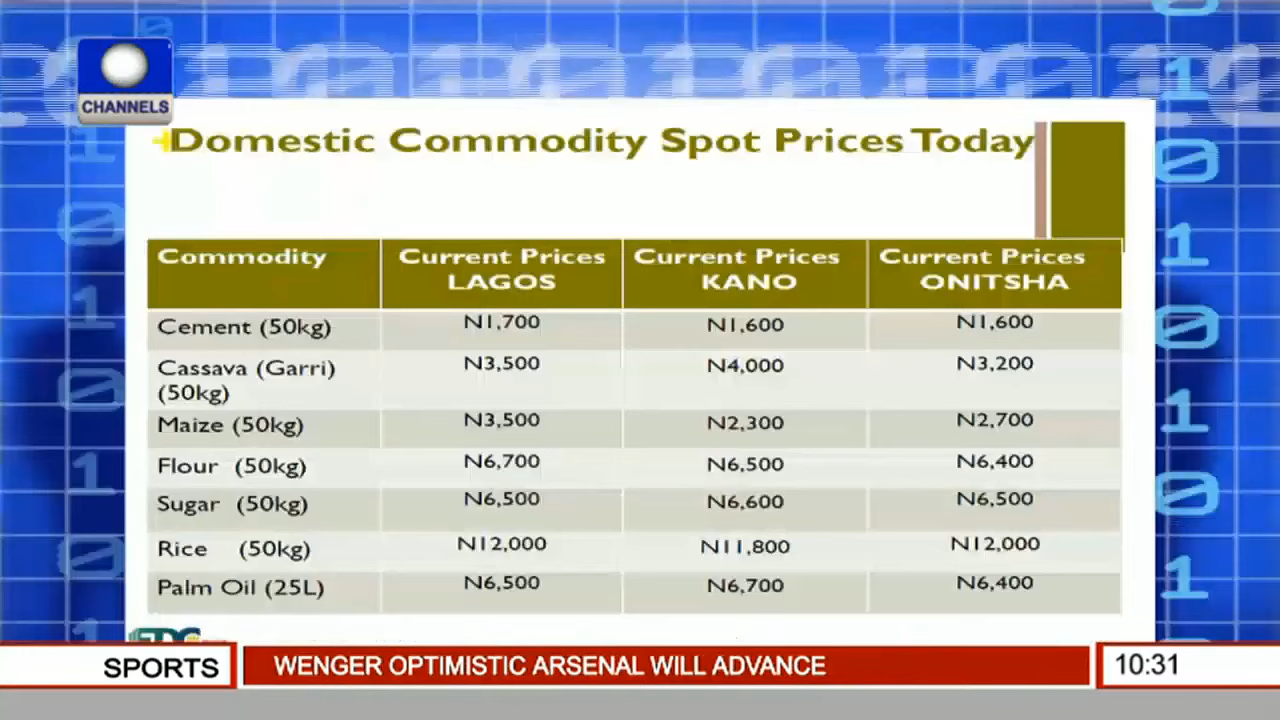 CHANNELS
Domestic Commodity Spot Prices Today
Commodity Current Prices LAGOS Current Prices KANO Current Prices ONITSHA
Cement (50kg) N1,700 N1,600 N1,600
Cassava (Garri) (50kg) N3,500 N4,000 N3,200
Maize (50kg) N3,500 N2,300 N2,700
Flour (50kg) N6,700 N6,500 N6,400
Sugar (50kg) N6,500 N6,600 N6,500
Rice (50kg) N12,000 N11,800 N12,000
Palm Oil (25L) N6,500 N6,700 N6,400
SPORTS WENGER OPTIMISTIC ARSENAL WILL ADVANCE 10:31